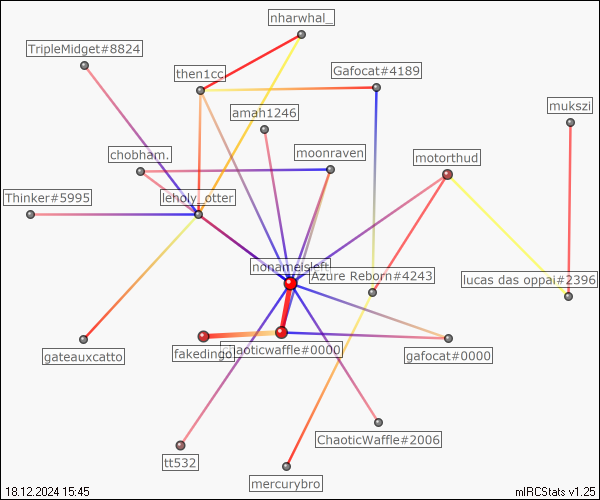 nharwhal_
TripleMidget#8824
then1cc
Gafocat#4189
mukszi
amah1246
chobham.
moonraven
motorthud
Thinker#5995
leholy_otter
nonameisleft
Azure Reborn#4243
lucas das oppai#2396
fakedingo
chaoticwaffle#0000
gateauxcatto
gafocat#0000
ChaoticWaffle#2006
tt532
mercurybro
18.12.2024 15:45
mIRCStats v1.25